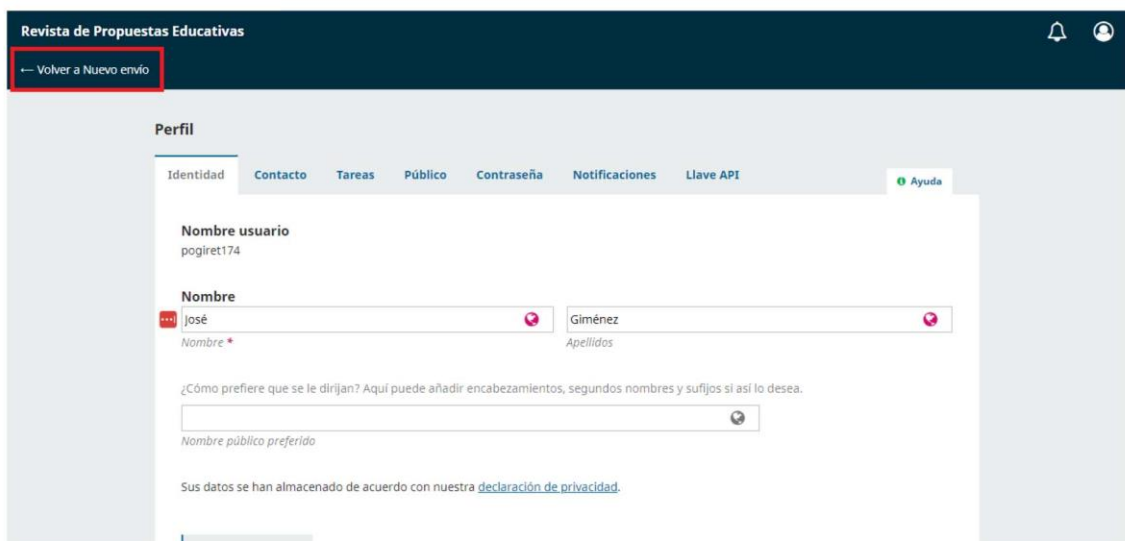 Revista de Propuestas Educativas
← Volver a Nuevo envío
Perfil
Identidad Contacto Tareas Público Contraseña Notificaciones Llave API Ayuda
Nombre usuario
pogiret174
Nombre
José Giménez
Nombre * Apellidos
¿Cómo prefiere que se le dirijan? Aquí puede añadir encabezamientos, segundos nombres y sufijos si así lo desea.
Nombre público preferido
Sus datos se han almacenado de acuerdo con nuestra declaración de privacidad.